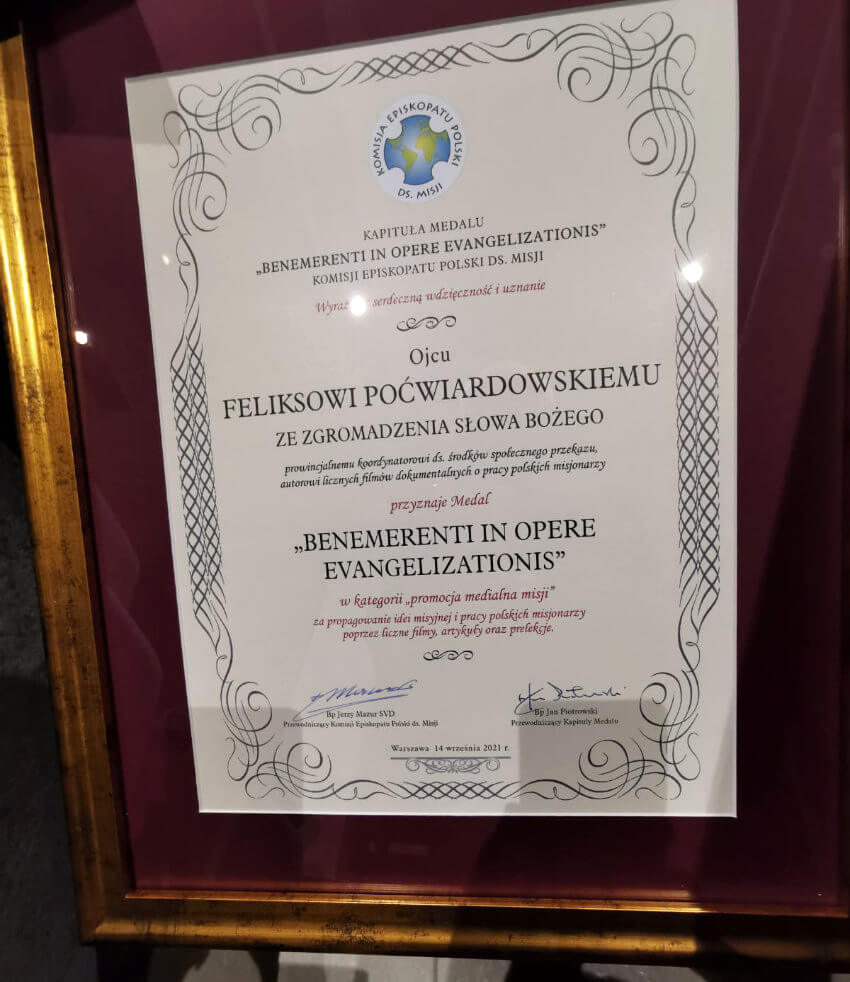 KOMISJA EPISKOPATU POLSKI
DS. MISJI
KAPITUŁA MEDALU
„BENEMERENTI IN OPERE EVANGELIZATIONIS”
KOMISJI EPISKOPATU POLSKI DS. MISJI
serdeczną wdzięczność i uznanie
Ojcu
FELIKSOWI POĆWIARDOWSKIEMU
ZE ZGROMADZENIA SŁOWA BOŻEGO
prowincjalnemu koordynatorowi ds. środków społecznego przekazu,
autorowi licznych filmów dokumentalnych o pracy polskich misjonarzy
przyznaje Medal
„BENEMERENTI IN OPERE
EVANGELIZATIONIS”
w kategorii „promocja medialna misji”
za propagowanie idei misyjnej i pracy polskich misjonarzy
poprzez liczne filmy, artykuły oraz prelekcje.
Bp Jerzy Mazur SVD
Przewodniczący Komisji Episkopatu Polski ds. Misji
Bp Jan Piotrowski
Przewodniczący Kapituły Medalu
Warszawa 14 września 2021 r.